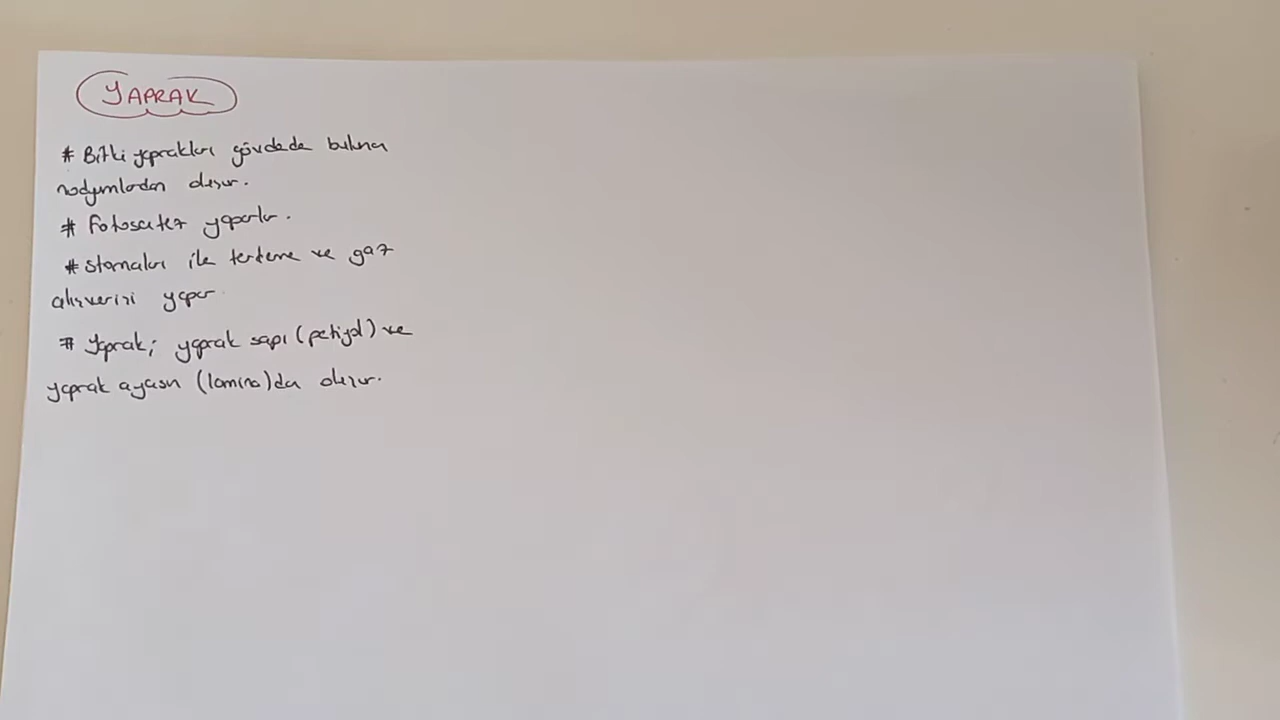 YAPRAK
# Bitki yaprakları gövdede bulunan
nodyumlardan oluşur.
# Fotosentez yaparlar.
# Stomaları ile terleme ve gaz
alışverişi yapar
# Yaprak; yaprak sapı (petiyol) ve
yaprak ayasın (lamina)dan oluşur.